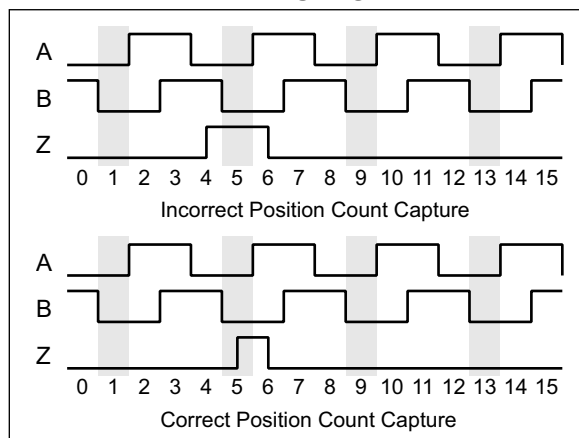 A
B
Z
0 1 2 3 4 5 6 7 8 9 10 11 12 13 14 15
Incorrect Position Count Capture
A
B
Z
0 1 2 3 4 5 6 7 8 9 10 11 12 13 14 15
Correct Position Count Capture